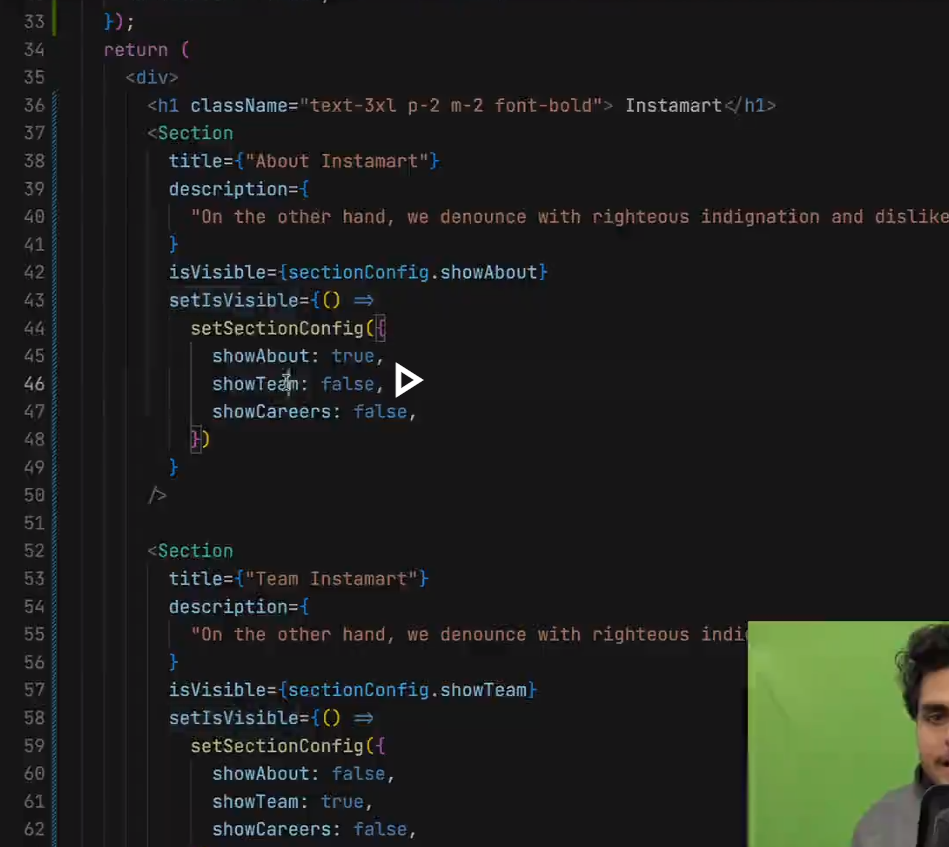 33 });
34 return (
35 <div>
36 <h1 className="text-3xl p-2 m-2 font-bold"> Instamart</h1>
37 <Section
38 title={"About Instamart"}
39 description={
40 "On the other hand, we denounce with righteous indignation and dislike
41 }
42 isVisible={sectionConfig.showAbout}
43 setIsVisible={() =>
44 setSectionConfig({
45 showAbout: true,
46 showTeam: false,
47 showCareers: false,
48 })
49 }
50 />
51
52 <Section
53 title={"Team Instamart"}
54 description={
55 "On the other hand, we denounce with righteous
56 }
57 isVisible={sectionConfig.showTeam}
58 setIsVisible={() =>
59 setSectionConfig({
60 showAbout: false,
61 showTeam: true,
62 showCareers: false,